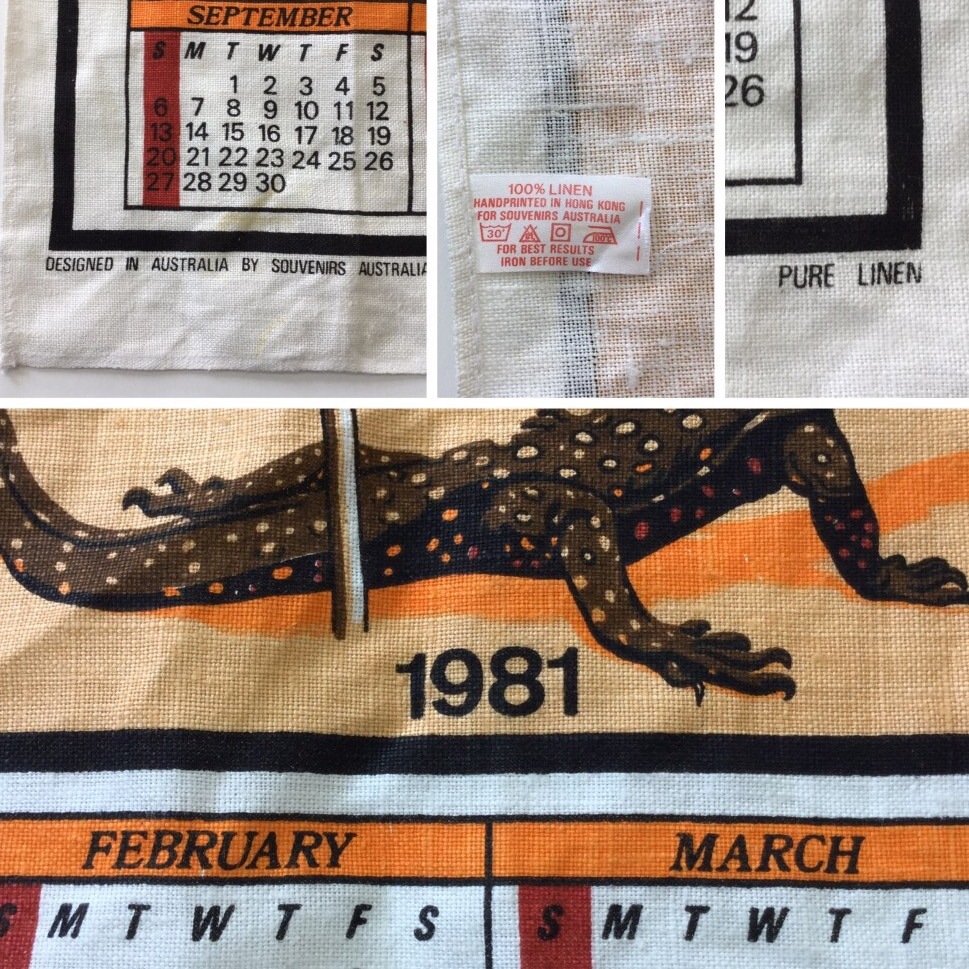 SEPTEMBER
S M T W T F S
1 2 3 4 5
6 7 8 9 10 11 12
13 14 15 16 17 18 19
20 21 22 23 24 25 26
27 28 29 30
DESIGNED IN AUSTRALIA BY SOUVENIRS AUSTRALIA
100% LINEN
HANDPRINTED IN HONG KONG
FOR SOUVENIRS AUSTRALIA
30° 100°C
FOR BEST RESULTS
IRON BEFORE USE
12
19
26
PURE LINEN
1981
FEBRUARY MARCH
S M T W T F S S M T W T F